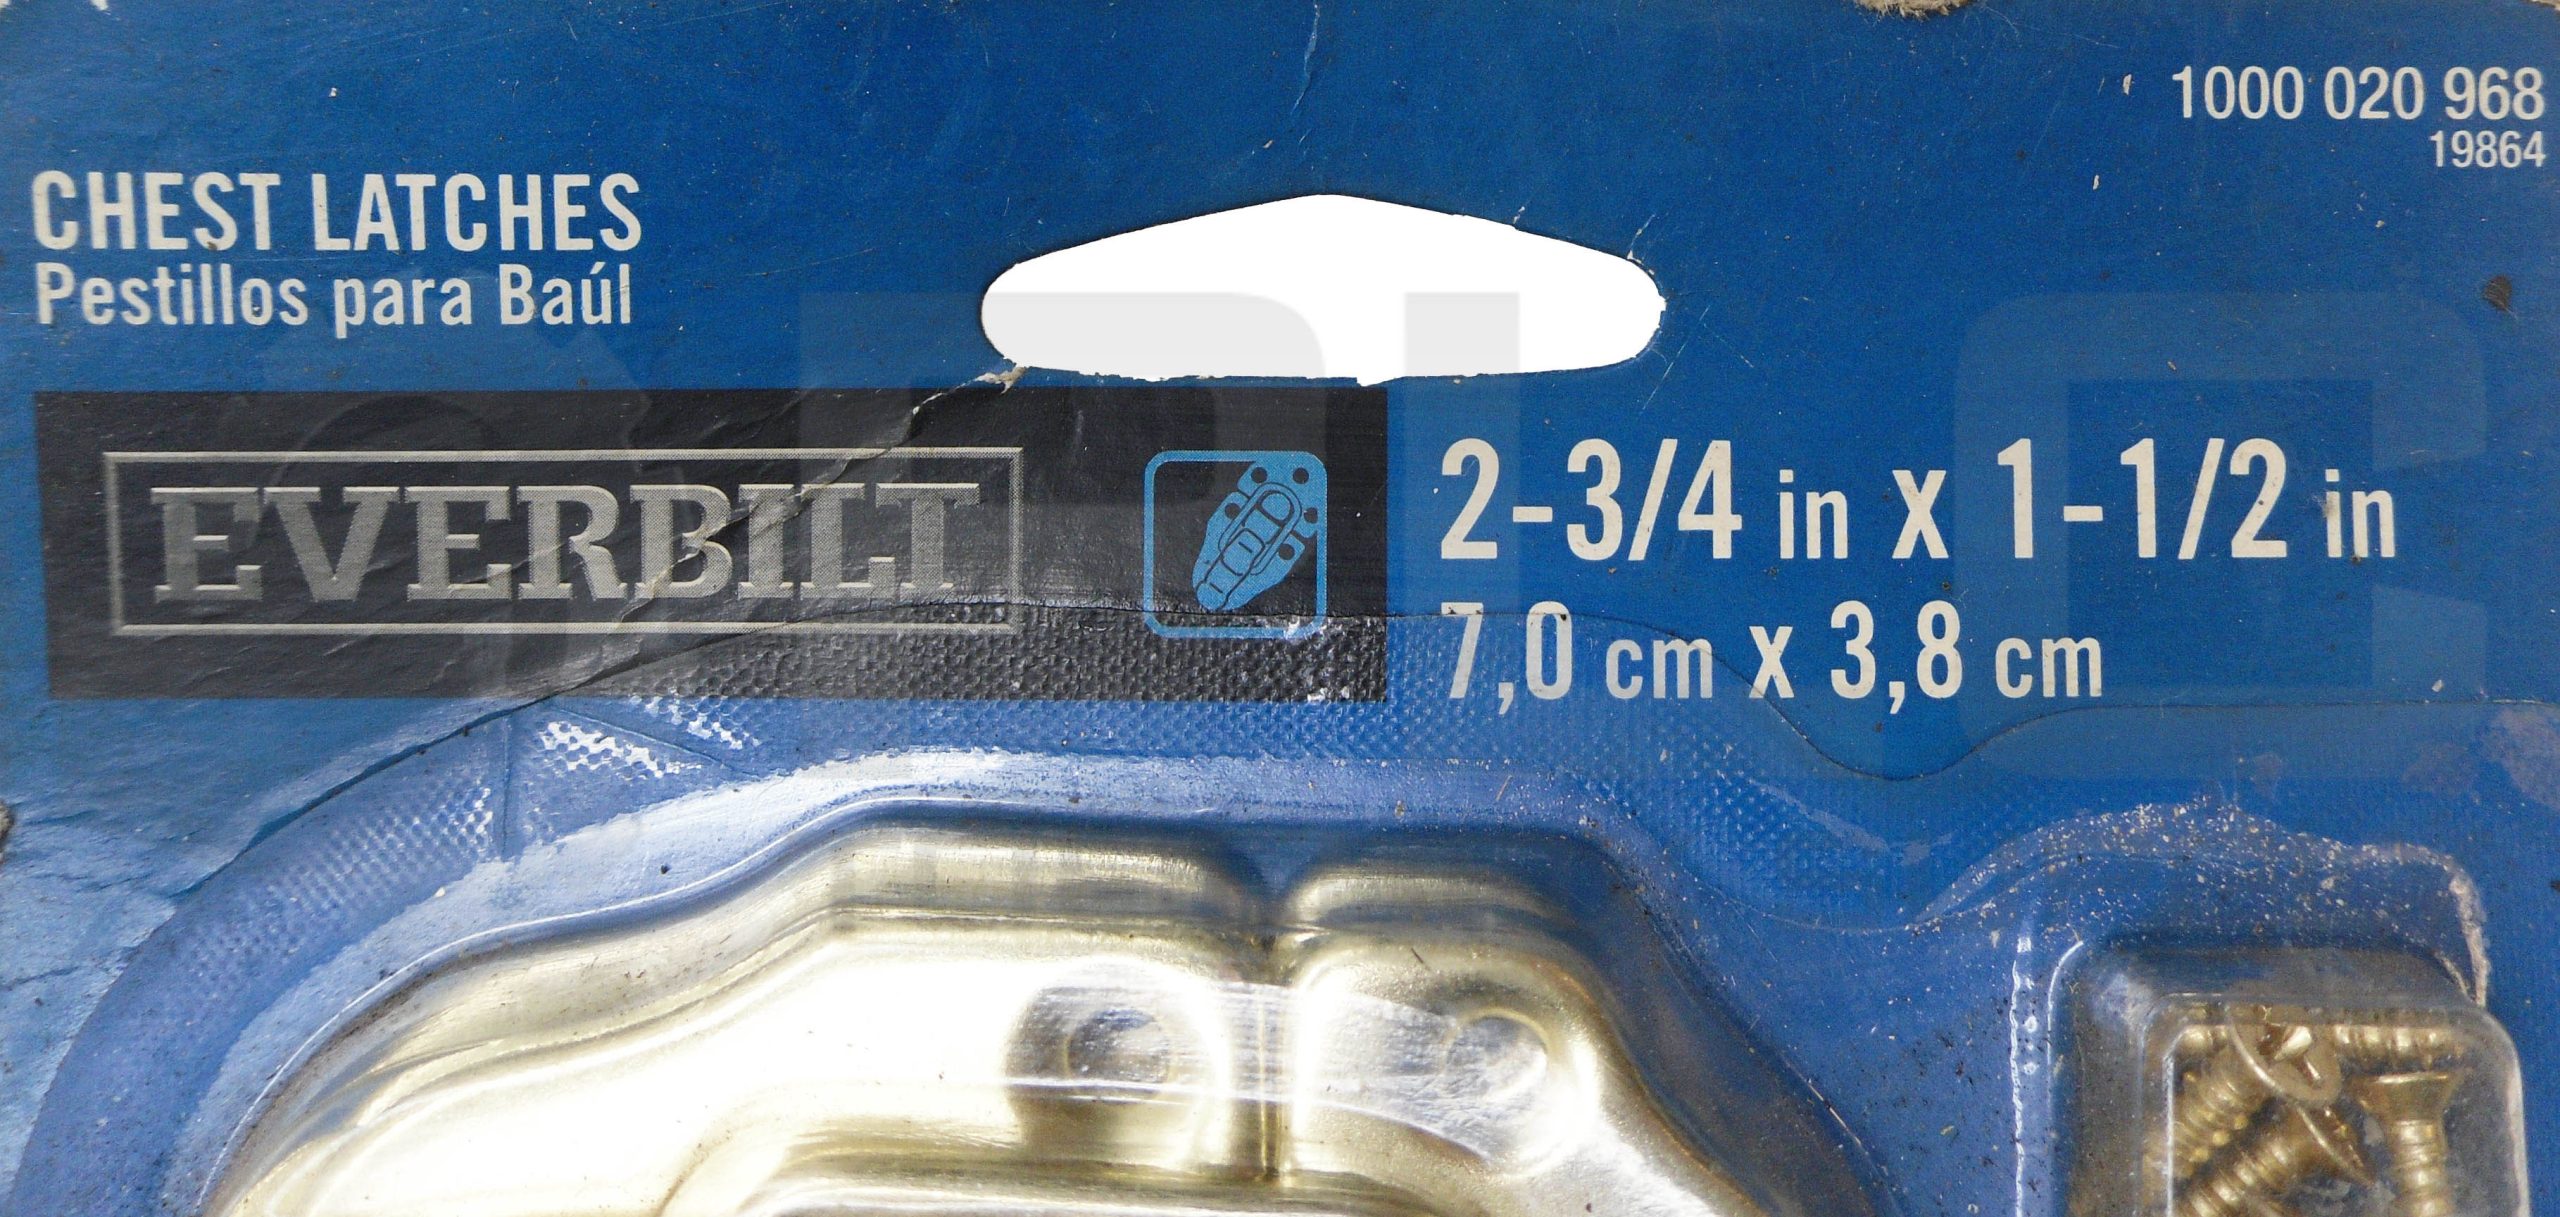 1000 020 968
19864
CHEST LATCHES
Pestillos para Baúl
EVERBILT
2-3/4 in x 1-1/2 in
7,0 cm x 3,8 cm